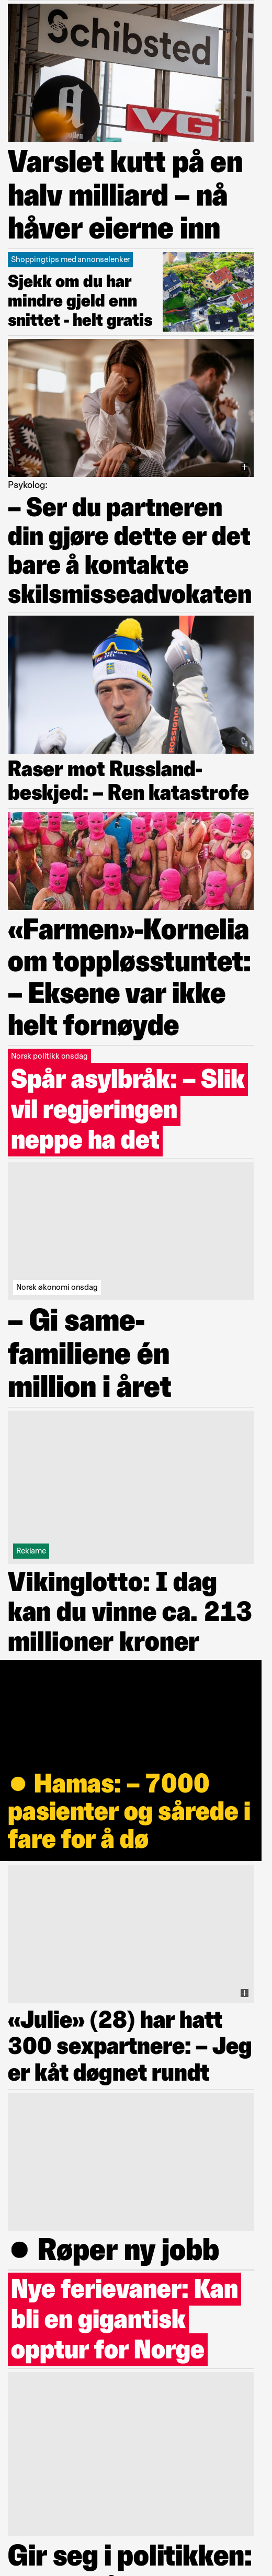 Schibsted
VG
Varslet kutt på en
halv milliard – nå
håver eierne inn
Shoppingtips med annonselenker
Sjekk om du har
mindre gjeld enn
snittet - helt gratis
Psykolog:
– Ser du partneren
din gjøre dette er det
bare å kontakte
skilsmisseadvokaten
Raser mot Russland-
beskjed: – Ren katastrofe
«Farmen»-Kornelia
om toppløsstuntet:
– Eksene var ikke
helt fornøyde
Norsk politikk onsdag
Spår asylbråk: – Slik
vil regjeringen
neppe ha det
Norsk økonomi onsdag
– Gi same-
familiene én
million i året
Reklame
Vikinglotto: I dag
kan du vinne ca. 213
millioner kroner
● Hamas: – 7000
pasienter og sårede i
fare for å dø
«Julie» (28) har hatt
300 sexpartnere: – Jeg
er kåt døgnet rundt
● Røper ny jobb
Nye ferievaner: Kan
bli en gigantisk
opptur for Norge
Gir seg i politikken: